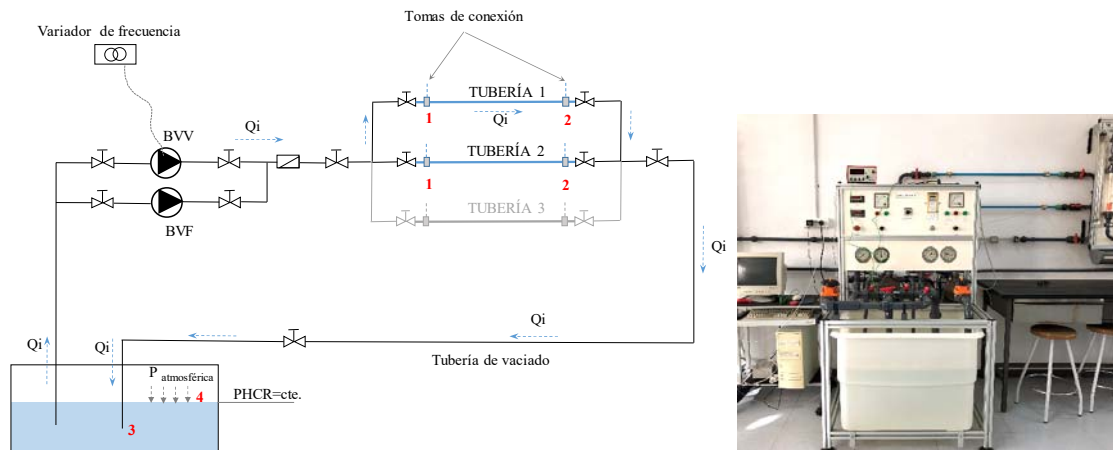 Tomas de conexión
Variador de frecuencia
TUBERÍA 1
1
Qi
2
BVV
Qi
TUBERÍA 2
1
2
BVF
TUBERÍA 3
Qi
Qi
Qi
Qi
Tubería de vaciado
P atmosférica
4
PHCR=cte.
3